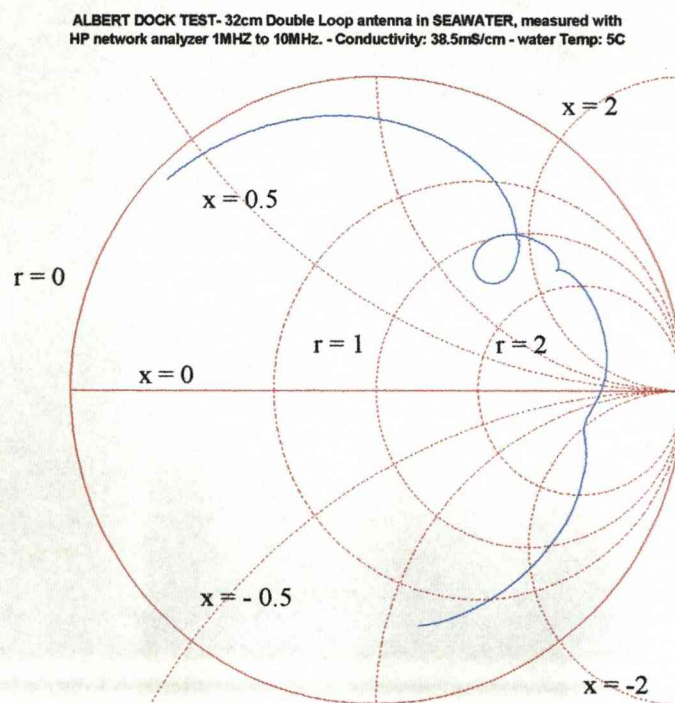 ALBERT DOCK TEST- 32cm Double Loop antenna in SEAWATER, measured with
HP network analyzer 1MHZ to 10MHz. - Conductivity: 38.5mS/cm - water Temp: 5C
x = 2
x = 0.5
r = 0
r = 1
r = 2
x = 0
x = - 0.5
x = -2